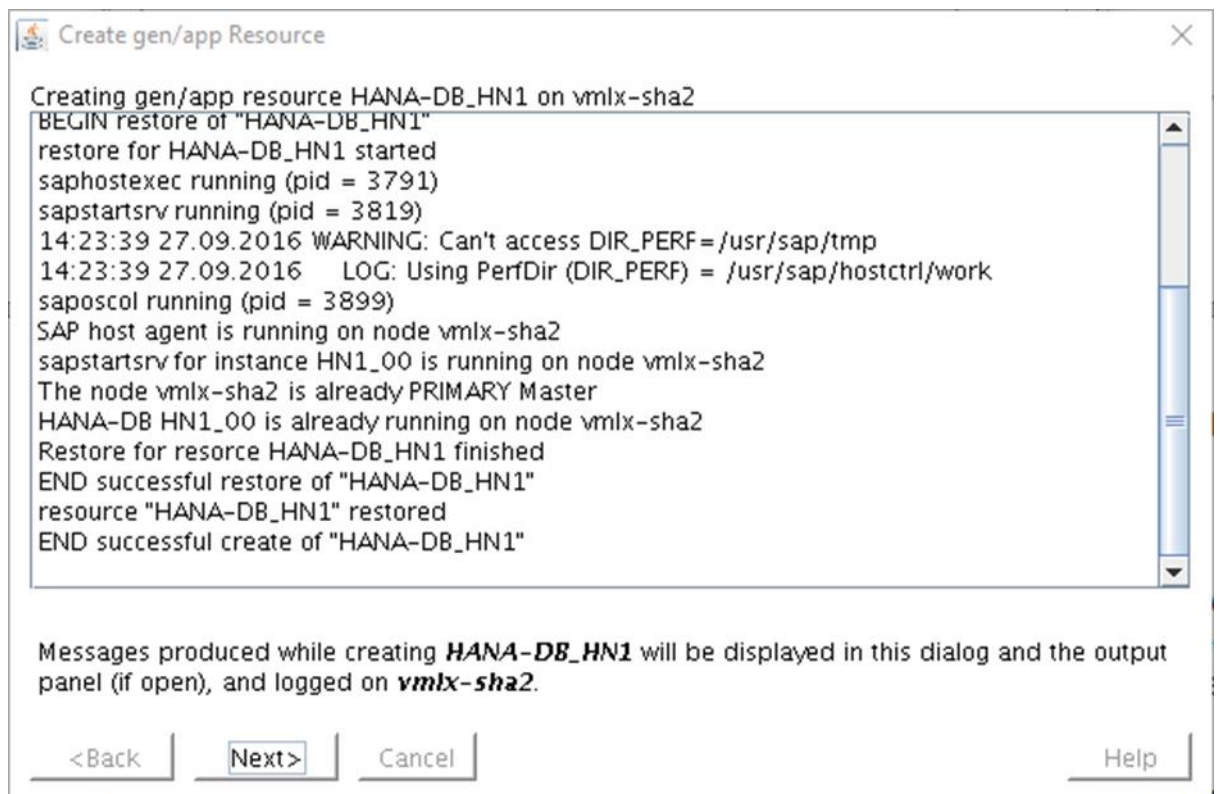 Create gen/app Resource
Creating gen/app resource HANA-DB_HN1 on vmlx-sha2
BEGIN restore of "HANA-DB_HN1"
restore for HANA-DB_HN1 started
saphostexec running (pid = 3791)
sapstartsrv running (pid = 3819)
14:23:39 27.09.2016 WARNING: Can't access DIR_PERF=/usr/sap/tmp
14:23:39 27.09.2016 LOG: Using PerfDir (DIR_PERF) = /usr/sap/hostctrl/work
saposcol running (pid = 3899)
SAP host agent is running on node vmlx-sha2
sapstartsrv for instance HN1_00 is running on node vmlx-sha2
The node vmlx-sha2 is already PRIMARY Master
HANA-DB HN1_00 is already running on node vmlx-sha2
Restore for resorce HANA-DB_HN1 finished
END successful restore of "HANA-DB_HN1"
resource "HANA-DB_HN1" restored
END successful create of "HANA-DB_HN1"
Messages produced while creating HANA-DB_HN1 will be displayed in this dialog and the output
panel (if open), and logged on vmlx-sha2.
<Back Next> Cancel Help